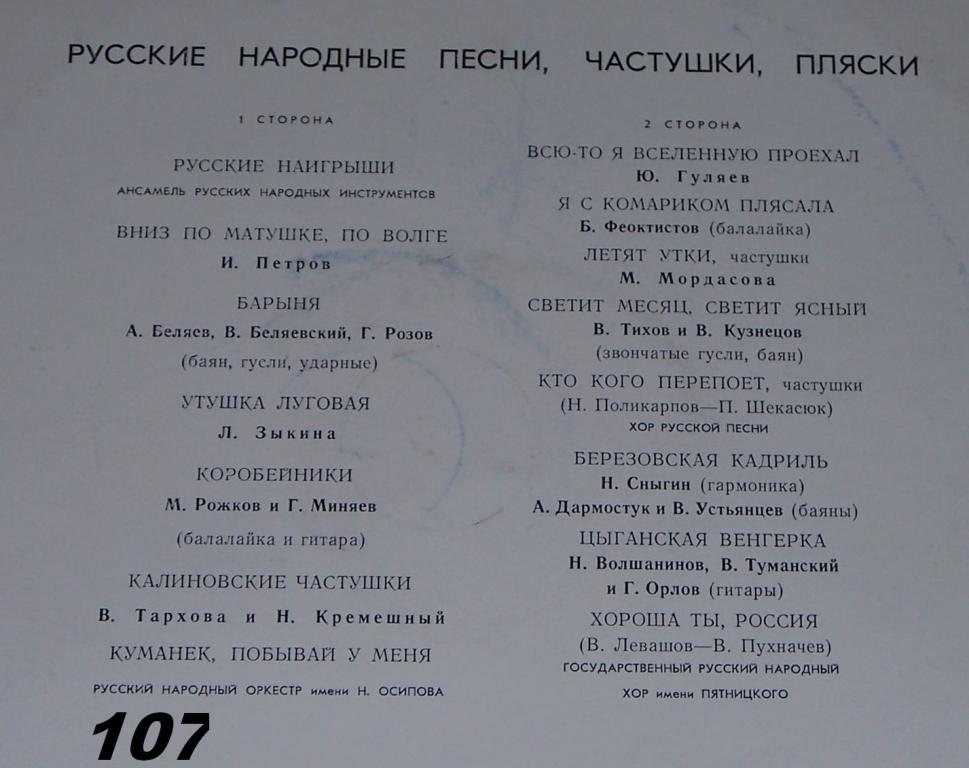 РУССКИЕ НАРОДНЫЕ ПЕСНИ, ЧАСТУШКИ, ПЛЯСКИ
1 СТОРОНА
РУССКИЕ НАИГРЫШИ
АНСАМБЛЬ РУССКИХ НАРОДНЫХ ИНСТРУМЕНТОВ
ВНИЗ ПО МАТУШКЕ, ПО ВОЛГЕ
И. Петров
БАРЫНЯ
А. Беляев, В. Беляевский, Г. Розов
(баян, гусли, ударные)
УТУШКА ЛУГОВАЯ
Л. Зыкина
КОРОБЕЙНИКИ
М. Рожков и Г. Миняев
(балалайка и гитара)
КАЛИНОВСКИЕ ЧАСТУШКИ
В. Тархова и Н. Кремешный
КУМАНЕК, ПОБЫВАЙ У МЕНЯ
РУССКИЙ НАРОДНЫЙ ОРКЕСТР имени Н. ОСИПОВА
2 СТОРОНА
ВСЮ-ТО Я ВСЕЛЕННУЮ ПРОЕХАЛ
Ю. Гуляев
Я С КОМАРИКОМ ПЛЯСАЛА
Б. Феоктистов (балалайка)
ЛЕТЯТ УТКИ, частушки
М. Мордасова
СВЕТИТ МЕСЯЦ, СВЕТИТ ЯСНЫЙ
В. Тихов и В. Кузнецов
(звончатые гусли, баян)
КТО КОГО ПЕРЕПОЕТ, частушки
(Н. Поликарпов—П. Шекасюк)
ХОР РУССКОЙ ПЕСНИ
БЕРЕЗОВСКАЯ КАДРИЛЬ
Н. Сныгин (гармоника)
А. Дармостук и В. Устьянцев (баяны)
ЦЫГАНСКАЯ ВЕНГЕРКА
Н. Волшанинов, В. Туманский
и Г. Орлов (гитары)
ХОРОША ТЫ, РОССИЯ
(В. Левашов—В. Пухначев)
ГОСУДАРСТВЕННЫЙ РУССКИЙ НАРОДНЫЙ
ХОР имени ПЯТНИЦКОГО
107